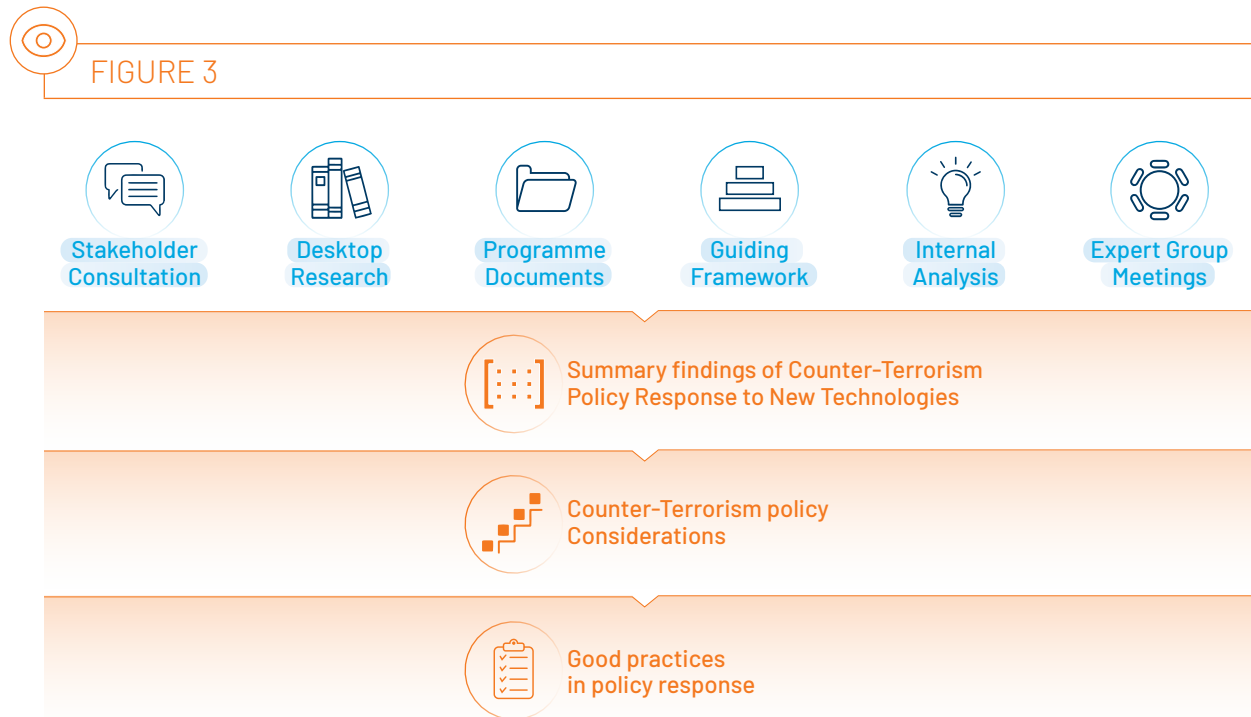 FIGURE 3
Stakeholder
Consultation
Desktop
Research
Programme
Documents
Guiding
Framework
Internal
Analysis
Expert Group
Meetings
Summary findings of Counter-Terrorism
Policy Response to New Technologies
Counter-Terrorism policy
Considerations
Good practices
in policy response